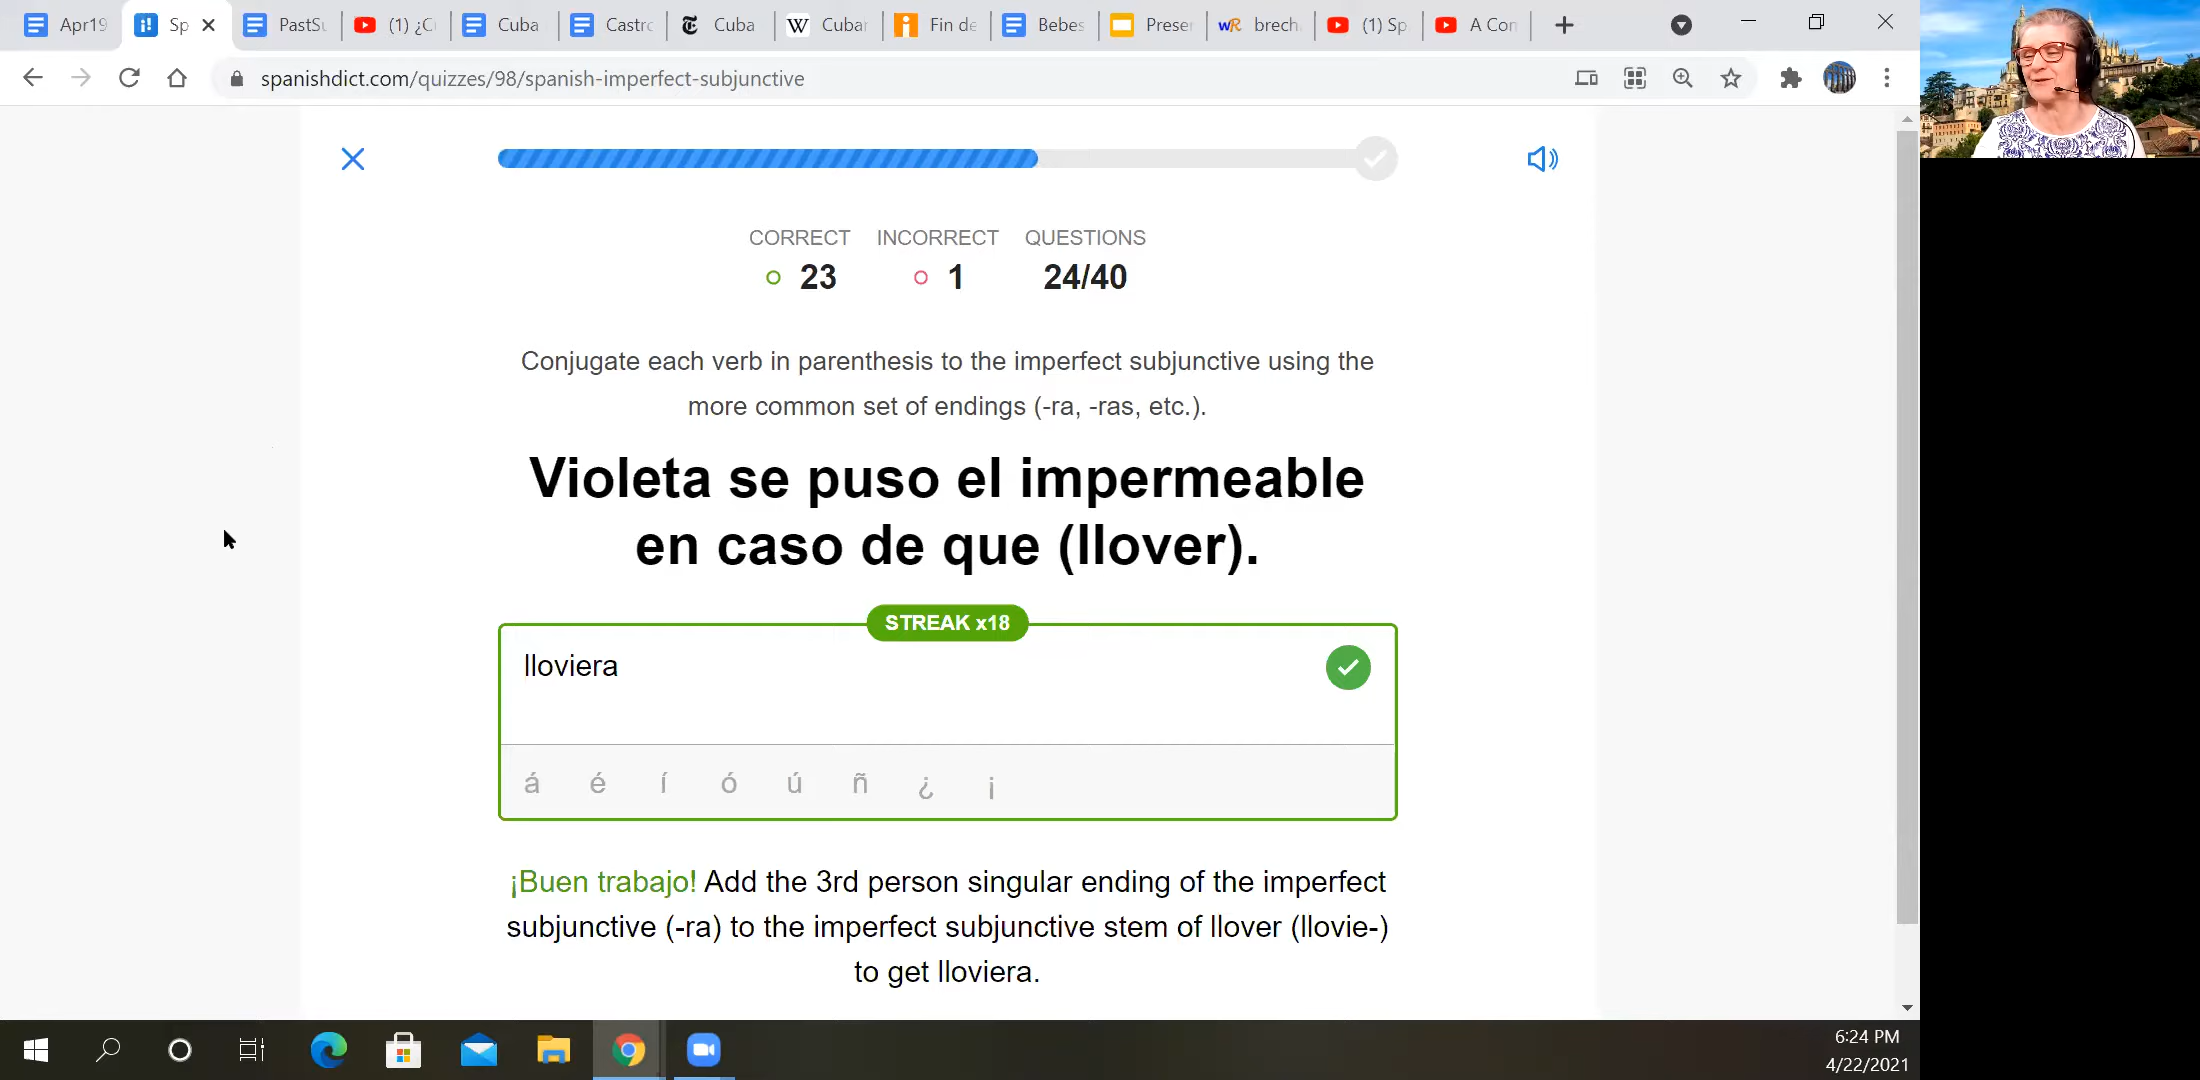 Apr19
Sp
PastSu
(1) ¿C
Cuba
Castro
Cuba
W Cubar
Fin de
Bebes
Preser
WR brech
(1) Sp
A Con
spanishdict.com/quizzes/98/spanish-imperfect-subjunctive
CORRECT INCORRECT QUESTIONS
23 1 24/40
Conjugate each verb in parenthesis to the imperfect subjunctive using the
more common set of endings (-ra, -ras, etc.).
Violeta se puso el impermeable
en caso de que (llover).
STREAK x18
lloviera
á é í ó ú ñ ¿ ¡
¡Buen trabajo! Add the 3rd person singular ending of the imperfect
subjunctive (-ra) to the imperfect subjunctive stem of llover (llovie-)
to get lloviera.
6:24 PM
4/22/2021